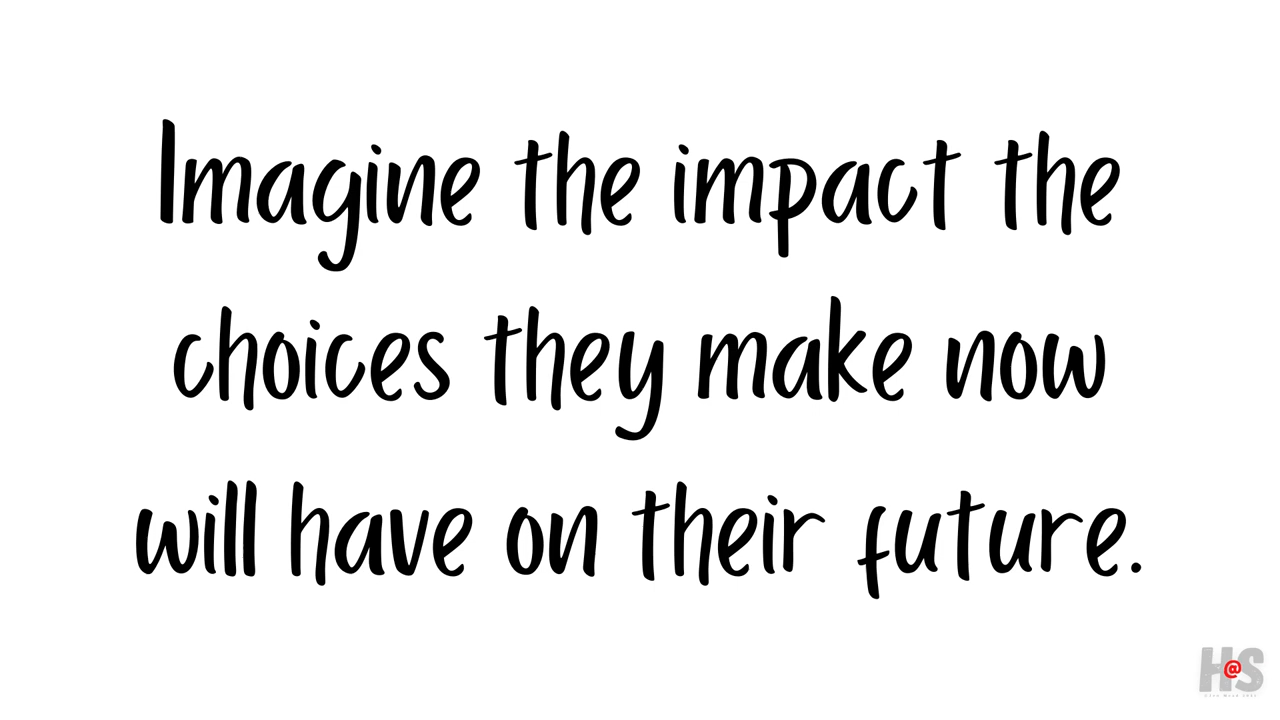 Imagine the impact the
choices they make now
will have on their future.
H@S